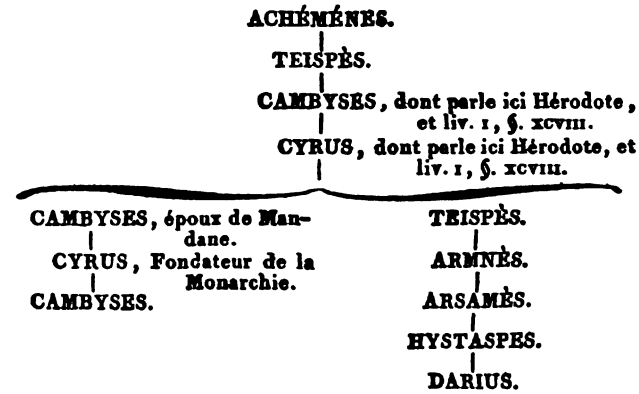 ACHÉMÉNES.
TEISPÈS.
CAMBYSES, dont parle ici Hérodote,
et liv. I, §. XCVIII.
CYRUS, dont parle ici Hérodote, et
liv. I, §. XCVIII.
CAMBYSES, époux de Man-
dane.
CYRUS, Fondateur de la
Monarchie.
CAMBYSES.
TEISPÈS.
ARMNÈS.
ARSAMÈS.
HYSTASPES.
DARIUS.